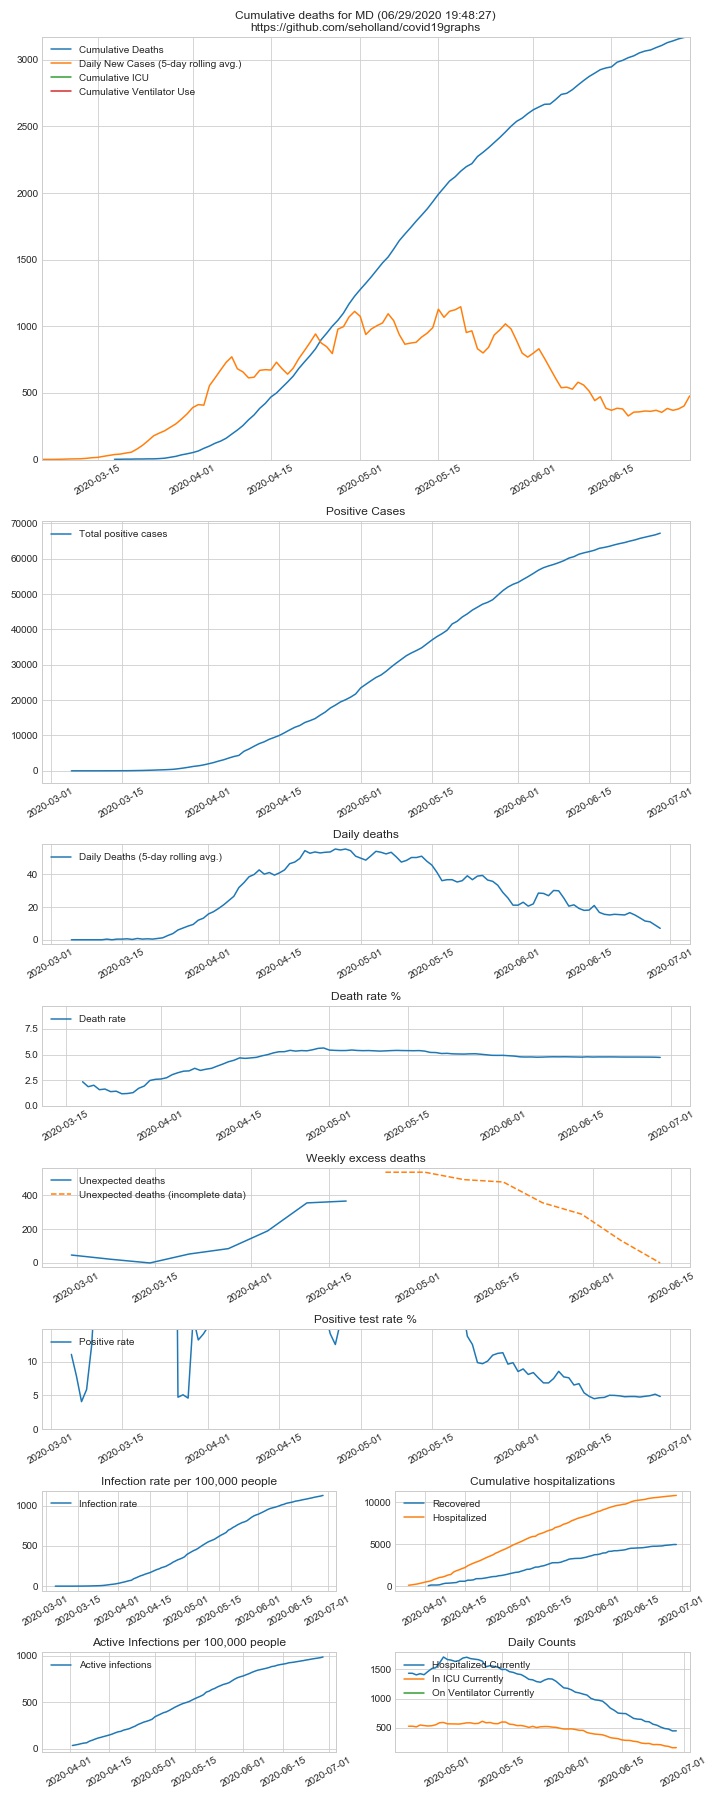 Cumulative deaths for MD (06/29/2020 19:48:27)
https://github.com/seholland/covid19graphs
Cumulative Deaths
Daily New Cases (5-day rolling avg.)
Cumulative ICU
Cumulative Ventilator Use
3000
2500
2000
1500
1000
500
0
2020-03-15 2020-04-01 2020-04-15 2020-05-01 2020-05-15 2020-06-01 2020-06-15
Positive Cases
Total positive cases
70000
60000
50000
40000
30000
20000
10000
0
2020-03-01 2020-03-15 2020-04-01 2020-04-15 2020-05-01 2020-05-15 2020-06-01 2020-06-15 2020-07-01
Daily deaths
Daily Deaths (5-day rolling avg.)
40
20
0
2020-03-01 2020-03-15 2020-04-01 2020-04-15 2020-05-01 2020-05-15 2020-06-01 2020-06-15 2020-07-01
Death rate %
Death rate
7.5
5.0
2.5
0.0
2020-03-15 2020-04-01 2020-04-15 2020-05-01 2020-05-15 2020-06-01 2020-06-15 2020-07-01
Weekly excess deaths
Unexpected deaths
Unexpected deaths (incomplete data)
400
200
0
2020-03-01 2020-03-15 2020-04-01 2020-04-15 2020-05-01 2020-05-15 2020-06-01 2020-06-15
Positive test rate %
Positive rate
10
5
0
2020-03-01 2020-03-15 2020-04-01 2020-04-15 2020-05-01 2020-05-15 2020-06-01 2020-06-15 2020-07-01
Infection rate per 100,000 people
Infection rate
1000
500
0
2020-03-01 2020-03-15 2020-04-01 2020-04-15 2020-05-01 2020-05-15 2020-06-01 2020-06-15 2020-07-01
Cumulative hospitalizations
Recovered
Hospitalized
10000
5000
0
2020-04-01 2020-04-15 2020-05-01 2020-05-15 2020-06-01 2020-06-15 2020-07-01
Active Infections per 100,000 people
Active infections
1000
500
0
2020-04-01 2020-04-15 2020-05-01 2020-05-15 2020-06-01 2020-06-15 2020-07-01
Daily Counts
Hospitalized Currently
In ICU Currently
On Ventilator Currently
1500
1000
500
2020-05-01 2020-05-15 2020-06-01 2020-06-15 2020-07-01